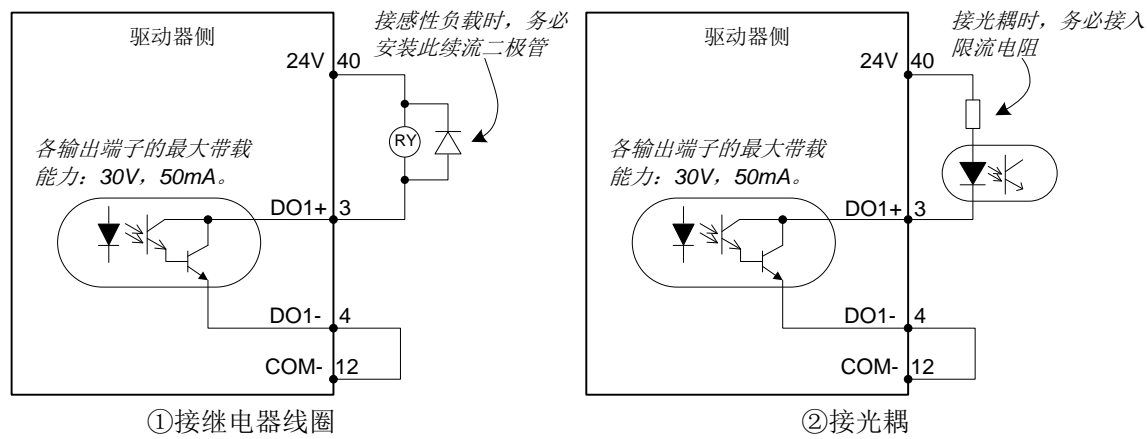 驱动器侧
24V 40
接感性负载时，务必
安装此续流二极管
RY
各输出端子的最大带载
能力：30V，50mA。
DO1+ 3
DO1- 4
COM- 12
①接继电器线圈
驱动器侧
24V 40
接光耦时，务必接入
限流电阻
各输出端子的最大带载
能力：30V，50mA。
DO1+ 3
DO1- 4
COM- 12
②接光耦